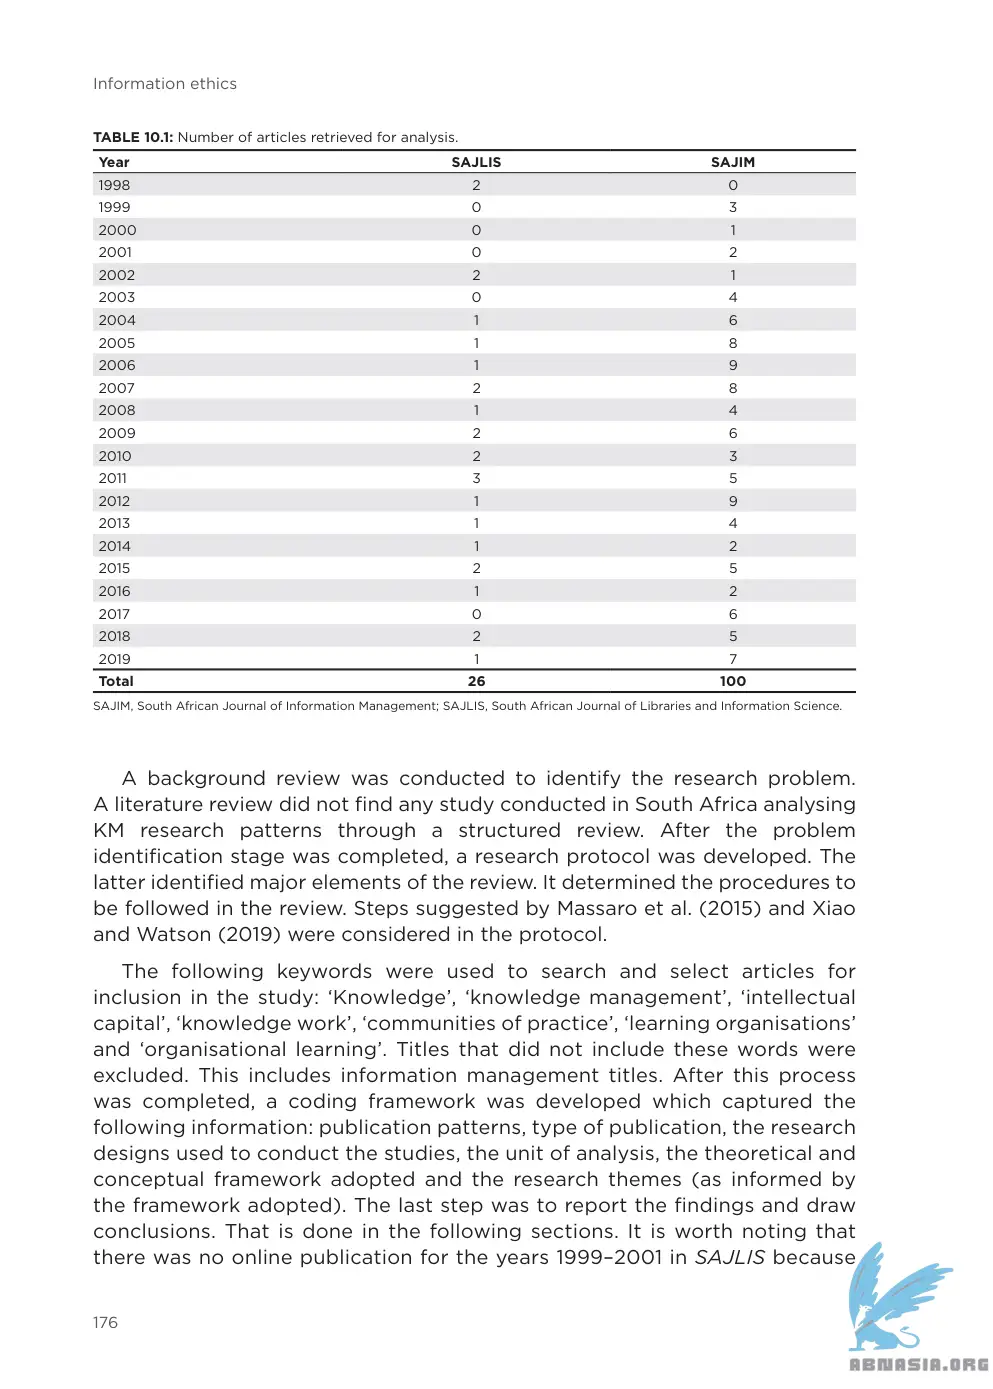 Information ethics
TABLE 10.1: Number of articles retrieved for analysis.
Year SAJLIS SAJIM
1998 2 0
1999 0 3
2000 0 1
2001 0 2
2002 2 1
2003 0 4
2004 1 6
2005 1 8
2006 1 9
2007 2 8
2008 1 4
2009 2 6
2010 2 3
2011 3 5
2012 1 9
2013 1 4
2014 1 2
2015 2 5
2016 1 2
2017 0 6
2018 2 5
2019 1 7
Total 26 100
SAJIM, South African Journal of Information Management; SAJLIS, South African Journal of Libraries and Information Science.
A background review was conducted to identify the research problem.
A literature review did not find any study conducted in South Africa analysing
KM research patterns through a structured review. After the problem
identification stage was completed, a research protocol was developed. The
latter identified major elements of the review. It determined the procedures to
be followed in the review. Steps suggested by Massaro et al. (2015) and Xiao
and Watson (2019) were considered in the protocol.
The following keywords were used to search and select articles for
inclusion in the study: ‘Knowledge’, ‘knowledge management’, ‘intellectual
capital’, ‘knowledge work’, ‘communities of practice’, ‘learning organisations’
and ‘organisational learning’. Titles that did not include these words were
excluded. This includes information management titles. After this process
was completed, a coding framework was developed which captured the
following information: publication patterns, type of publication, the research
designs used to conduct the studies, the unit of analysis, the theoretical and
conceptual framework adopted and the research themes (as informed by
the framework adopted). The last step was to report the findings and draw
conclusions. That is done in the following sections. It is worth noting that
there was no online publication for the years 1999–2001 in SAJLIS because
176
ABNASIA.ORG